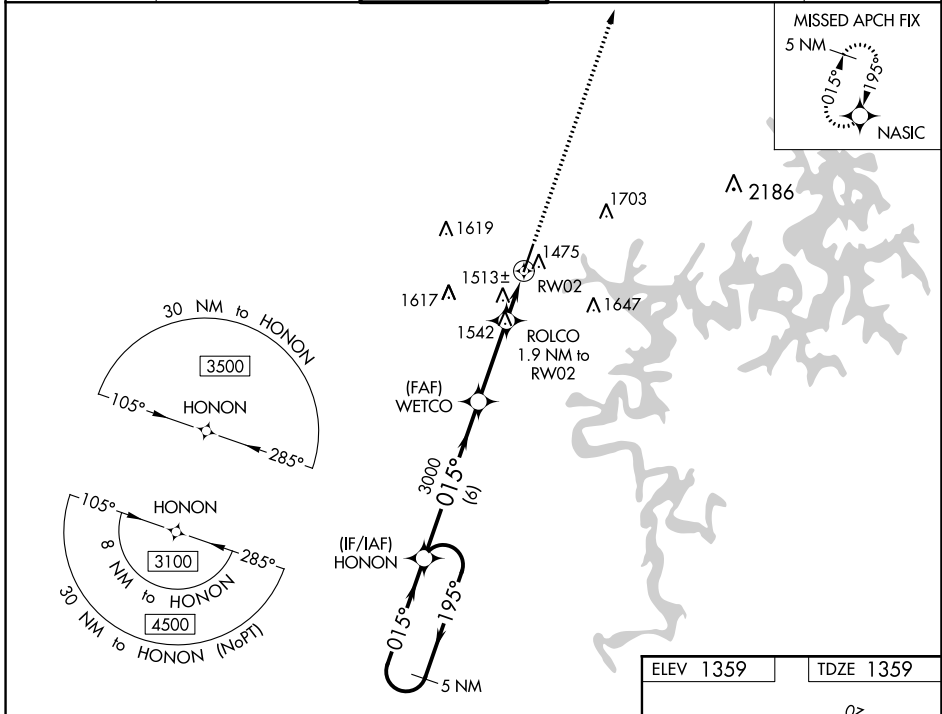 MISSED APCH FIX
5 NM
015°
195°
NASIC
2186
1703
1619
1475
1513±
RW02
1617
1647
1542
ROLCO
1.9 NM to
RW02
30 NM to HONON
3500
105°
HONON
285°
(FAF)
WETCO
3000
015°
(6)
105°
HONON
285°
3100
8 NM to HONON
4500
30 NM to HONON (NoPT)
(IF/IAF)
HONON
015°
195°
5 NM
ELEV 1359
TDZE 1359